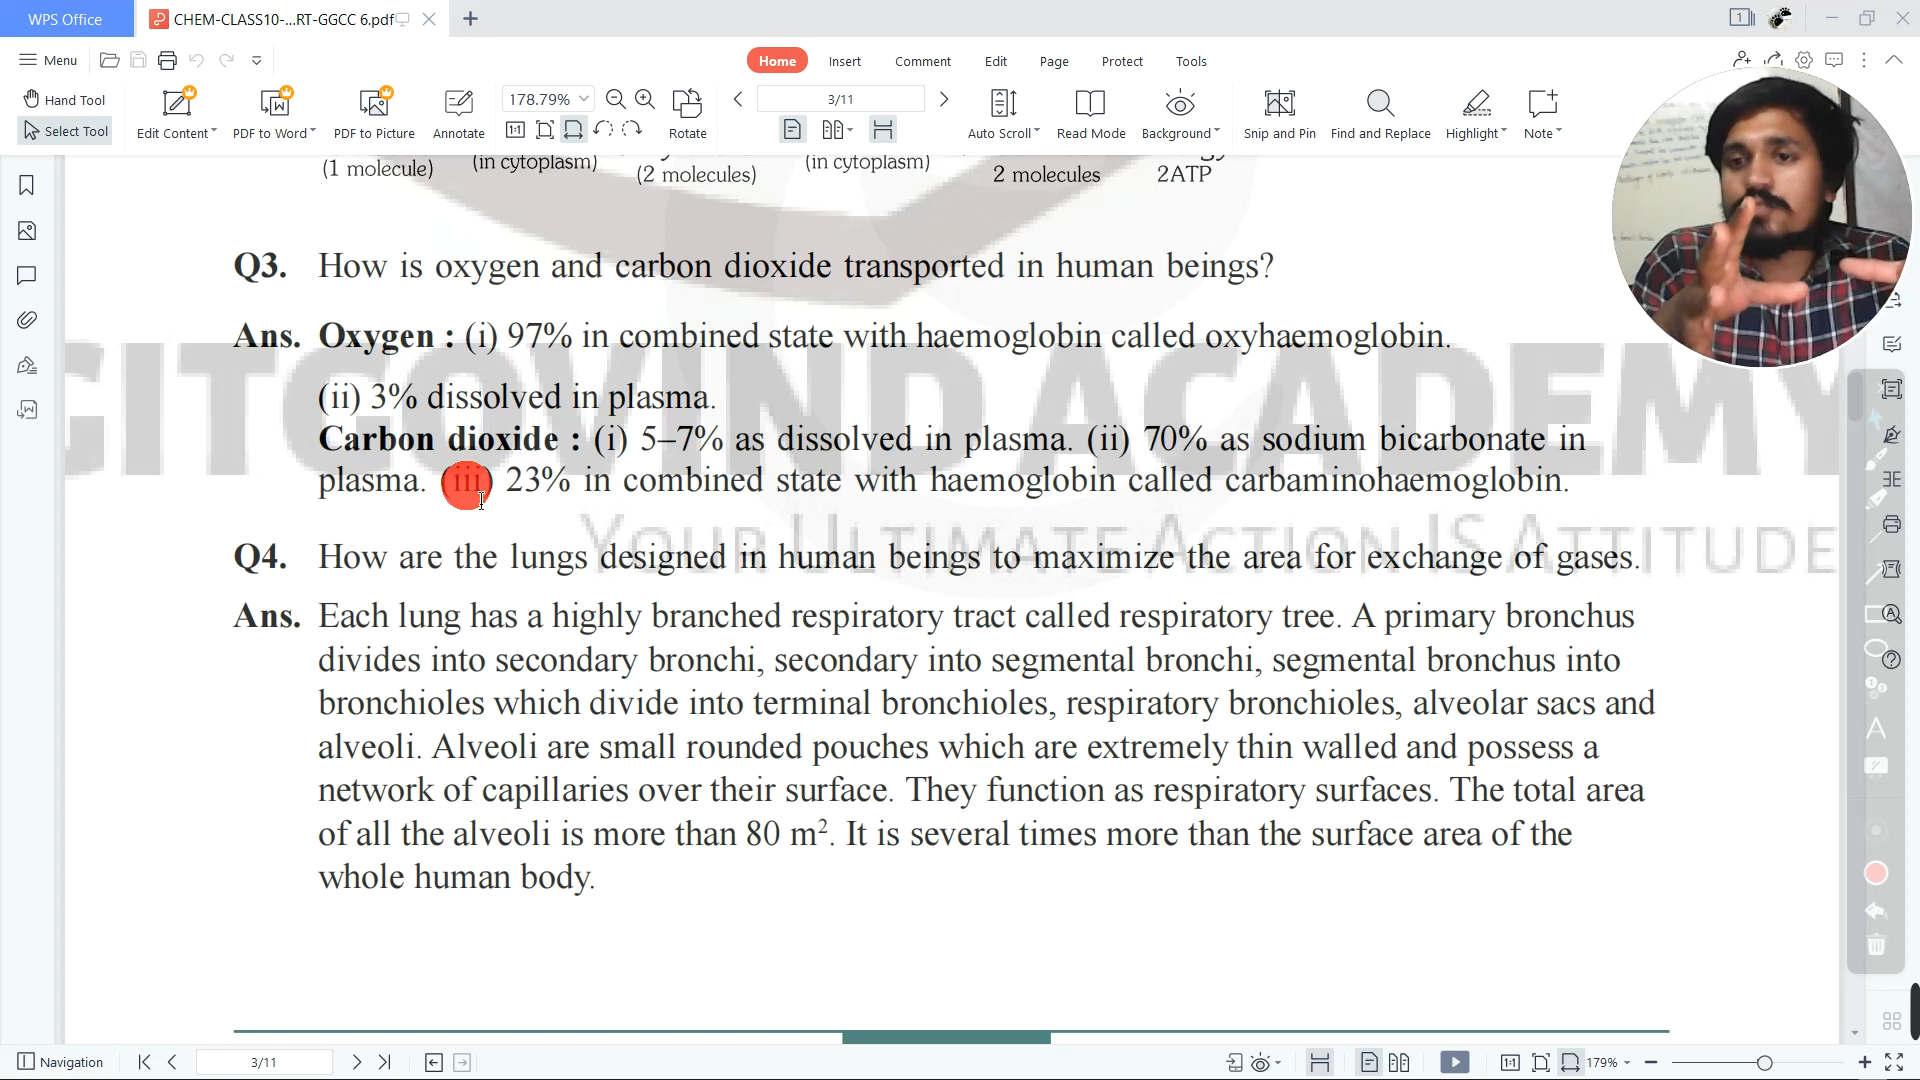 WPS Office
CHEM-CLASS10-...RT-GGCC 6.pdf
1
Menu
Home
Insert
Comment
Edit
Page
Protect
Tools
Hand Tool
Select Tool
Edit Content
PDF to Word
PDF to Picture
Annotate
178.79%
1:1
Rotate
3/11
Auto Scroll
Read Mode
Background
Snip and Pin
Find and Replace
Highlight
Note
(1 molecule)
(in cytoplasm)
(2 molecules)
(in cytoplasm)
2 molecules
2ATP
Q3. How is oxygen and carbon dioxide transported in human beings?
Ans. Oxygen : (i) 97% in combined state with haemoglobin called oxyhaemoglobin.
(ii) 3% dissolved in plasma.
Carbon dioxide : (i) 5–7% as dissolved in plasma. (ii) 70% as sodium bicarbonate in
plasma. (iii) 23% in combined state with haemoglobin called carbaminohaemoglobin.
GITGOVIND ACADEMY
YOUR ULTIMATE ACTION IS ATTITUDE
Q4. How are the lungs designed in human beings to maximize the area for exchange of gases.
Ans. Each lung has a highly branched respiratory tract called respiratory tree. A primary bronchus
divides into secondary bronchi, secondary into segmental bronchi, segmental bronchus into
bronchioles which divide into terminal bronchioles, respiratory bronchioles, alveolar sacs and
alveoli. Alveoli are small rounded pouches which are extremely thin walled and possess a
network of capillaries over their surface. They function as respiratory surfaces. The total area
of all the alveoli is more than 80 m². It is several times more than the surface area of the
whole human body.
Navigation
3/11
1:1
179%